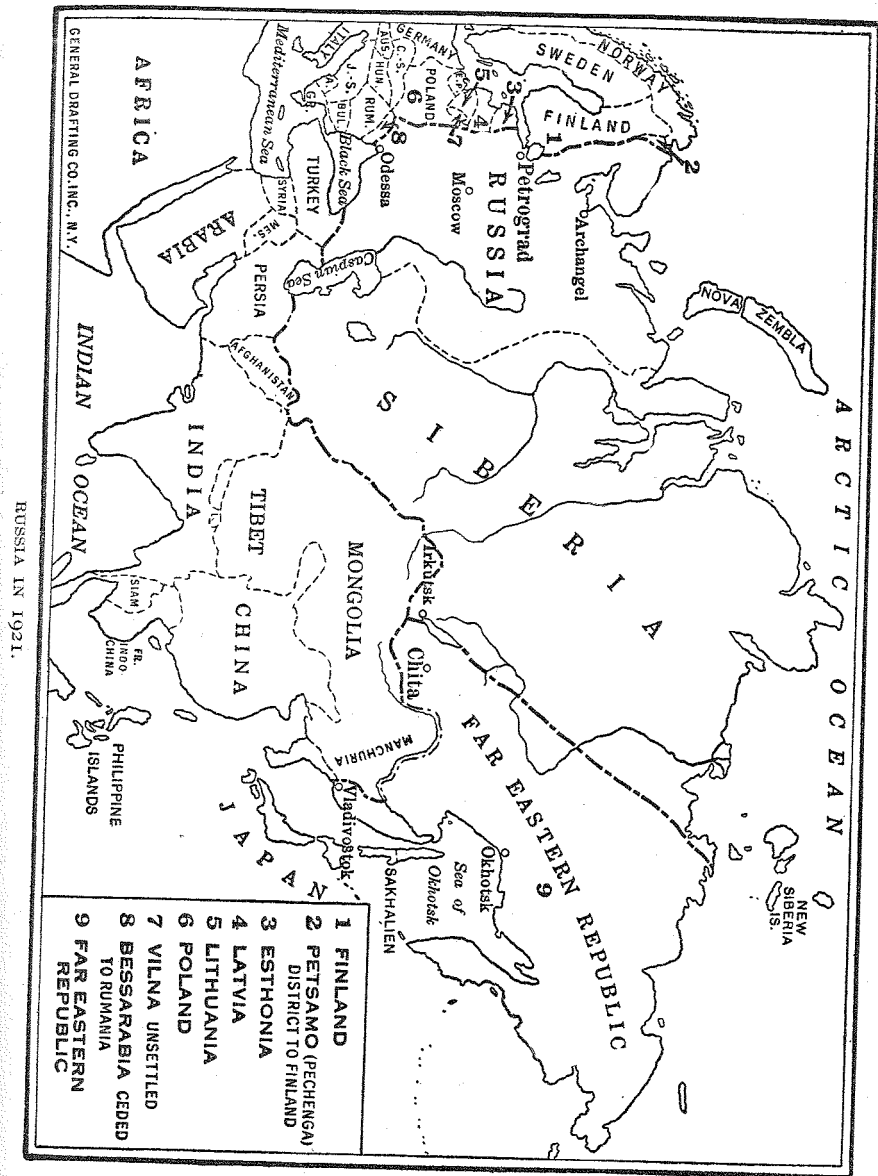 ARCTIC OCEAN
NOVA ZEMBLA
NEW
SIBERIA
IS.
NORWAY
SWEDEN
FINLAND
1
2
3
4
5
6
7
8
GERMANY
POLAND
E.P.
C.-S.
AUS.
HUN.
J.-S.
RUM.
BUL.
A.
GR.
ITALY
Petrograd
Archangel
Moscow
RUSSIA
Odessa
Black Sea
Mediterranean Sea
TURKEY
SYRIA
MES.
ARABIA
AFRICA
Caspian Sea
PERSIA
AFGHANISTAN
SIBERIA
Irkutsk
Chita
FAR EASTERN REPUBLIC
9
Okhotsk
Sea of
Okhotsk
SAKHALIEN
Vladivostok
JAPAN
MANCHURIA
MONGOLIA
TIBET
CHINA
INDIA
SIAM
FR.
INDO
CHINA
PHILIPPINE
ISLANDS
INDIAN OCEAN
GENERAL DRAFTING CO.INC., N.Y.
1 FINLAND
2 PETSAMO (PECHENGA)
DISTRICT TO FINLAND
3 ESTHONIA
4 LATVIA
5 LITHUANIA
6 POLAND
7 VILNA UNSETTLED
8 BESSARABIA CEDED
TO RUMANIA
9 FAR EASTERN
REPUBLIC
RUSSIA IN 1921.